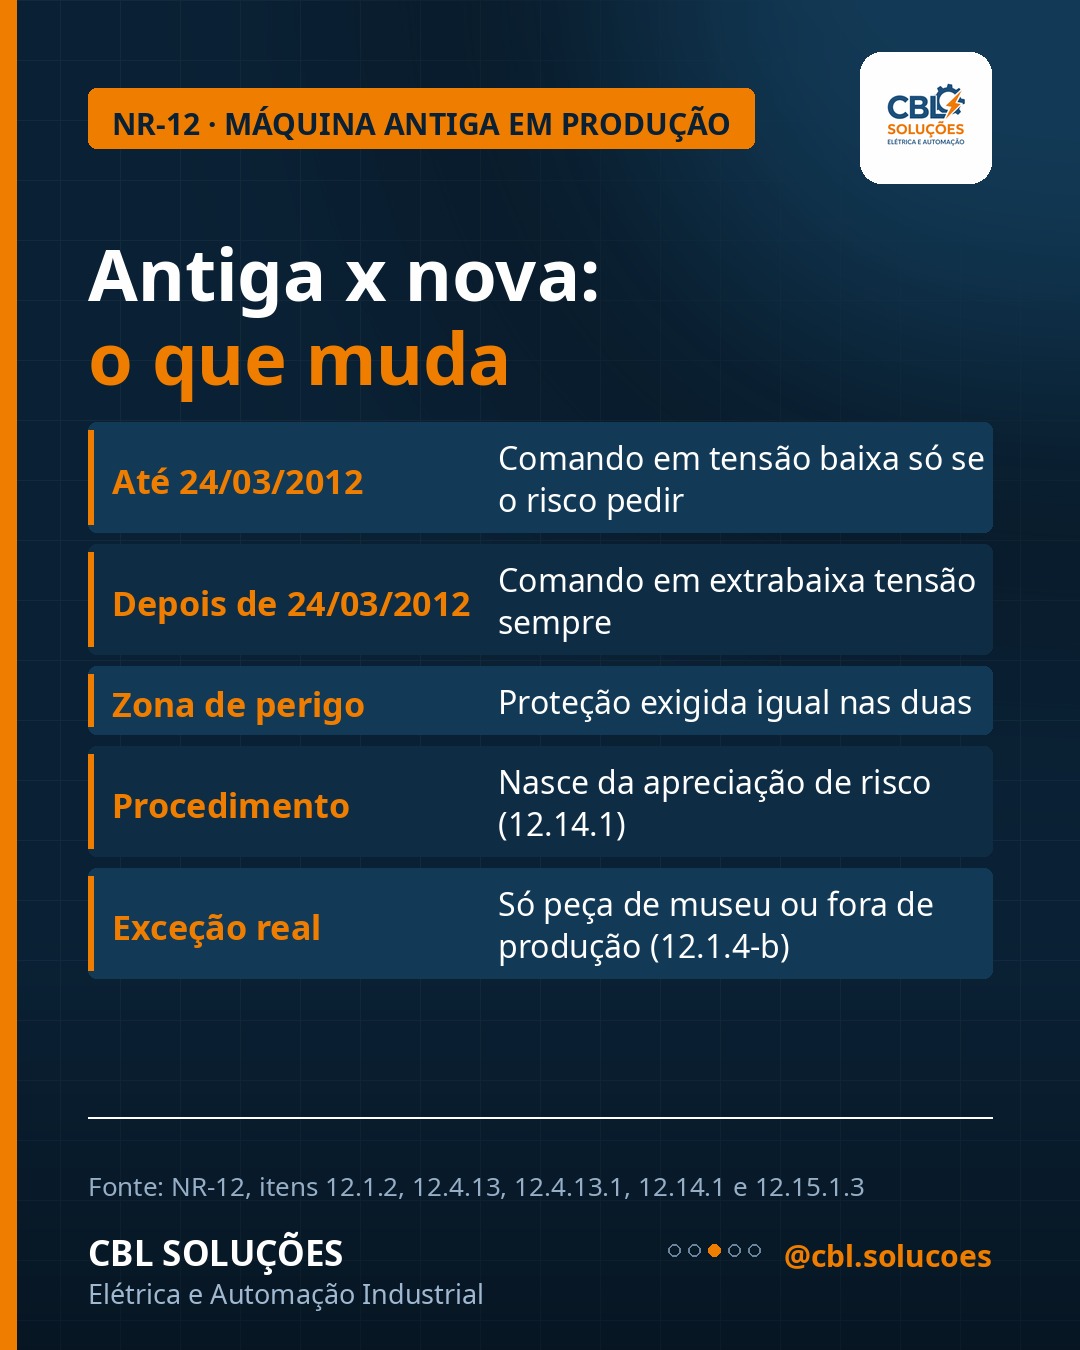 NR-12 · MÁQUINA ANTIGA EM PRODUÇÃO
CBL
SOLUÇÕES
ELÉTRICA E AUTOMAÇÃO
Antiga x nova:
o que muda
Até 24/03/2012
Comando em tensão baixa só se
o risco pedir
Depois de 24/03/2012
Comando em extrabaixa tensão
sempre
Zona de perigo
Proteção exigida igual nas duas
Procedimento
Nasce da apreciação de risco
(12.14.1)
Exceção real
Só peça de museu ou fora de
produção (12.1.4-b)
Fonte: NR-12, itens 12.1.2, 12.4.13, 12.4.13.1, 12.14.1 e 12.15.1.3
CBL SOLUÇÕES
@cbl.solucoes
Elétrica e Automação Industrial